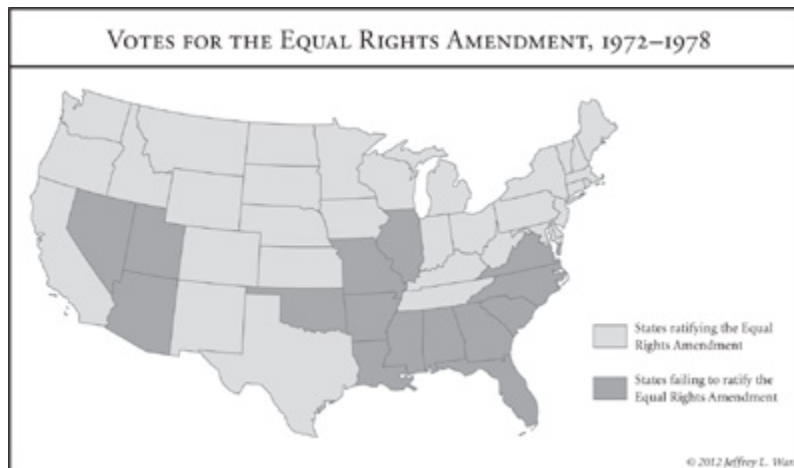 VOTES FOR THE EQUAL RIGHTS AMENDMENT, 1972–1978
States ratifying the Equal
Rights Amendment
States failing to ratify the
Equal Rights Amendment
© 2012 Jeffrey L.